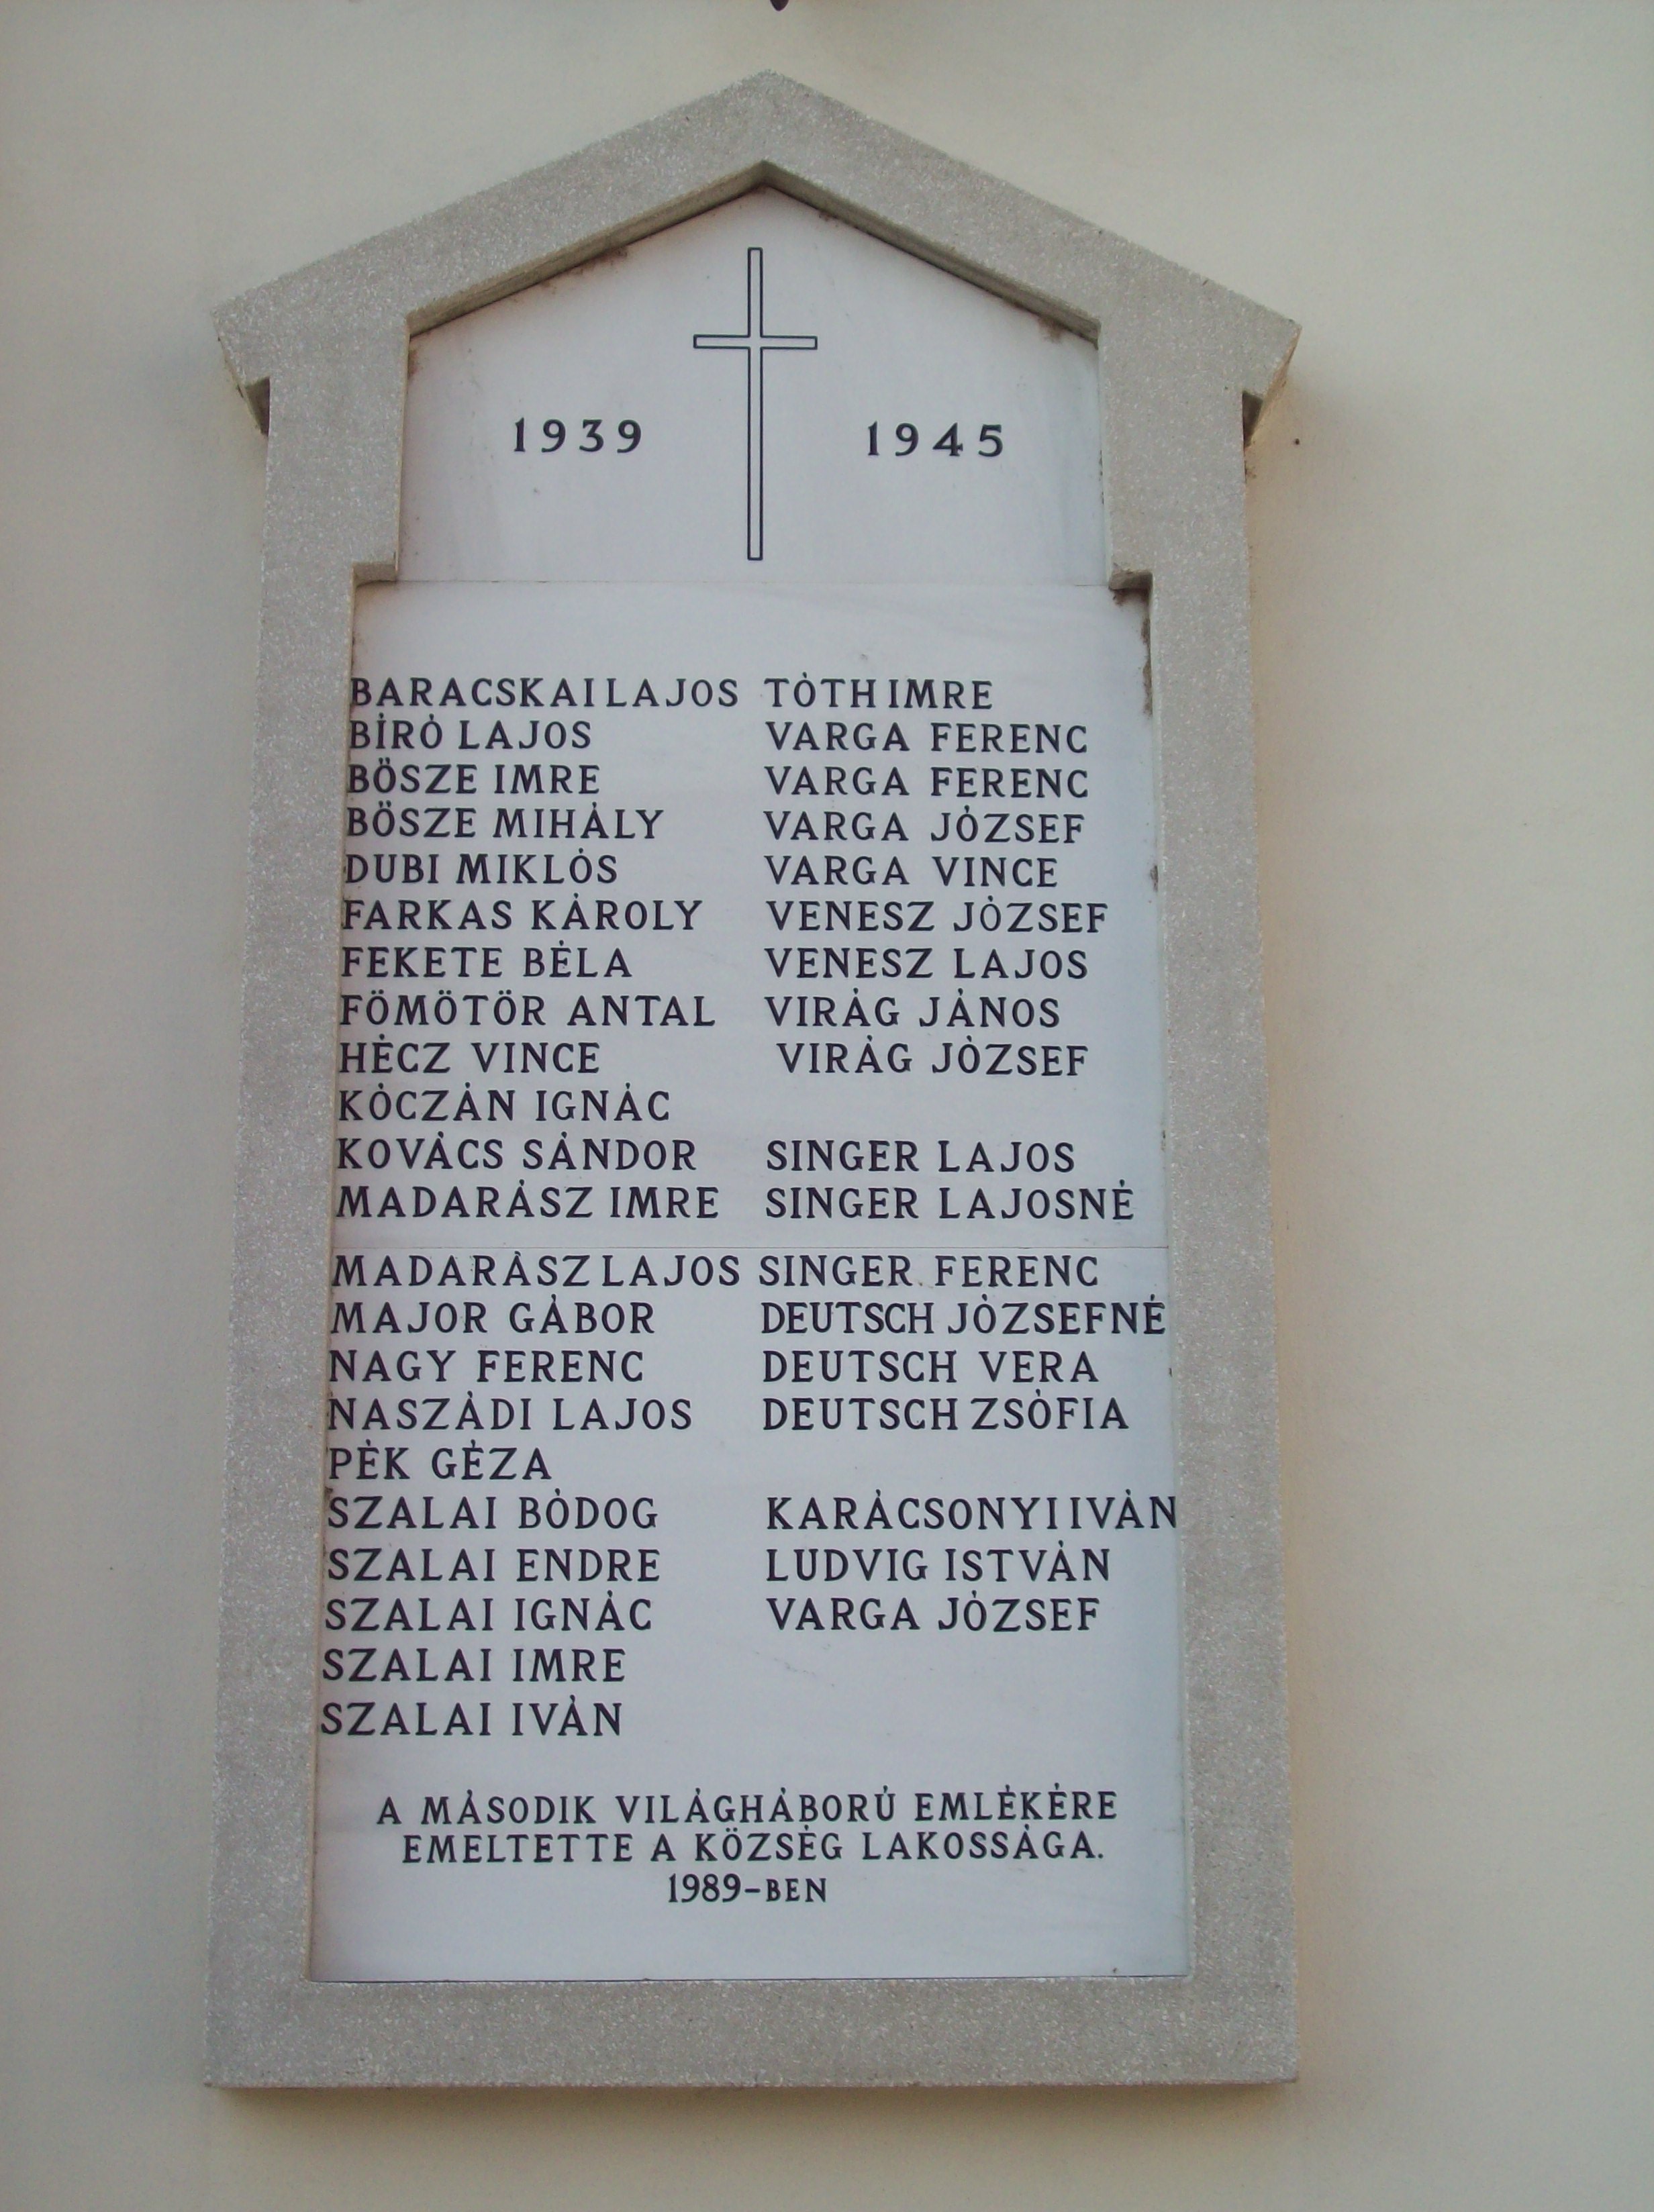 1939 1945
BARACSKAI LAJOS
BÍRÓ LAJOS
BÖSZE IMRE
BÖSZE MIHÁLY
DUBI MIKLÓS
FARKAS KÁROLY
FEKETE BÉLA
FÖMÖTÖR ANTAL
HÉCZ VINCE
KÓCZÁN IGNÁC
KOVÁCS SÁNDOR
MADARÁSZ IMRE
MADARÁSZ LAJOS
MAJOR GÁBOR
NAGY FERENC
NASZÁDI LAJOS
PÉK GÉZA
SZALAI BÓDOG
SZALAI ENDRE
SZALAI IGNÁC
SZALAI IMRE
SZALAI IVÁN
TÓTH IMRE
VARGA FERENC
VARGA FERENC
VARGA JÓZSEF
VARGA VINCE
VENESZ JÓZSEF
VENESZ LAJOS
VIRÁG JÁNOS
VIRÁG JÓZSEF
SINGER LAJOS
SINGER LAJOSNÉ
SINGER FERENC
DEUTSCH JÓZSEFNÉ
DEUTSCH VERA
DEUTSCH ZSÓFIA
KARÁCSONYI IVÁN
LUDVIG ISTVÁN
VARGA JÓZSEF
A MÁSODIK VILÁGHÁBORÚ EMLÉKÉRE
EMELTETTE A KÖZSÉG LAKOSSÁGA.
1989-BEN